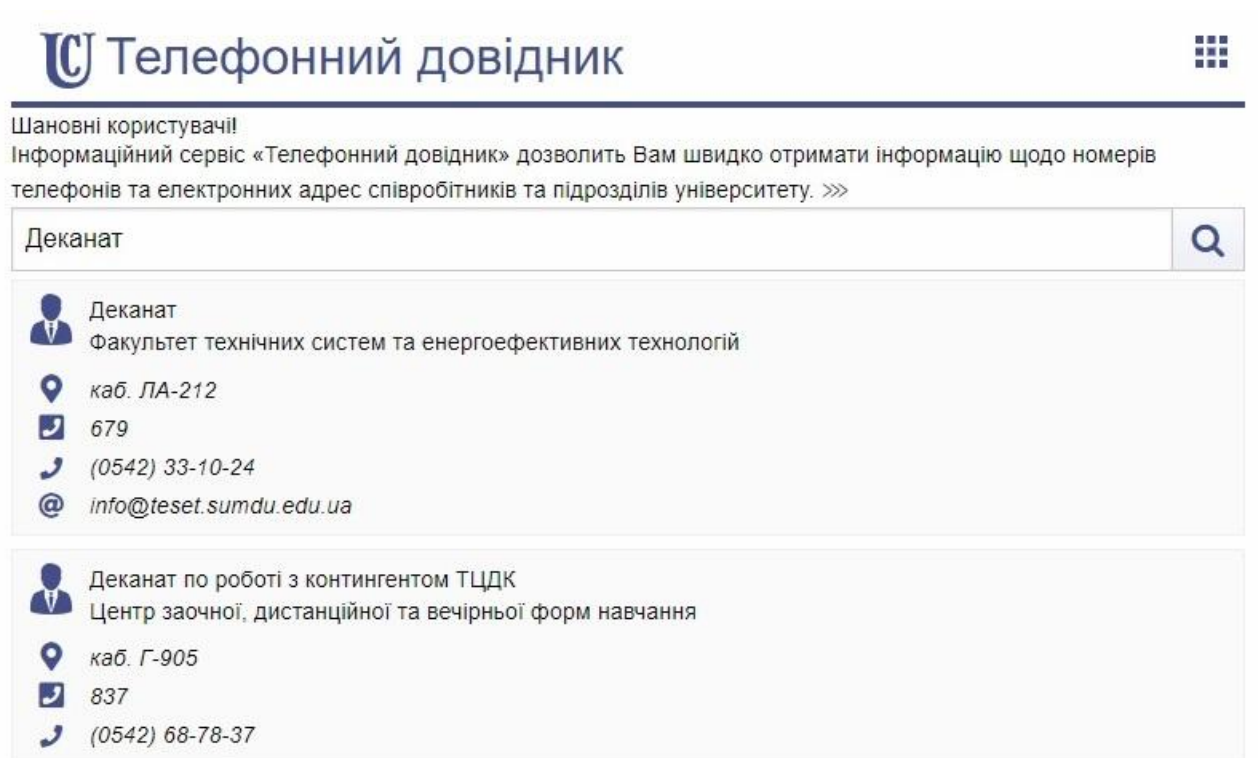 Телефонний довідник
Шановні користувачі!
Інформаційний сервіс «Телефонний довідник» дозволить Вам швидко отримати інформацію щодо номерів
телефонів та електронних адрес співробітників та підрозділів університету. >>>
Деканат
Деканат
Факультет технічних систем та енергоефективних технологій
каб. ЛА-212
679
(0542) 33-10-24
info@teset.sumdu.edu.ua
Деканат по роботі з контингентом ТЦДК
Центр заочної, дистанційної та вечірньої форм навчання
каб. Г-905
837
(0542) 68-78-37